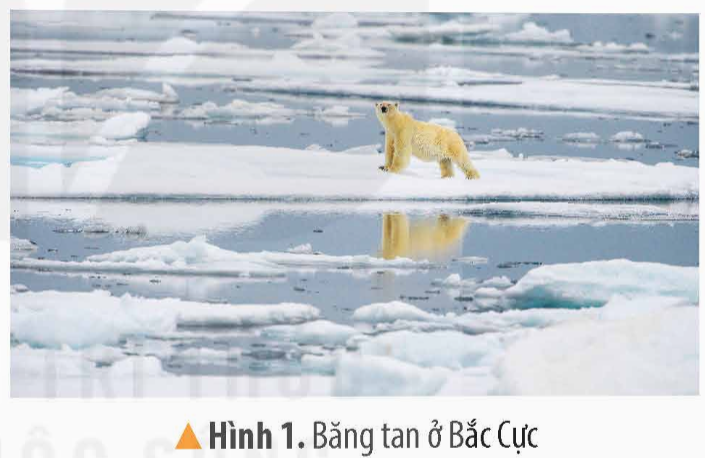 Hình 1. Băng tan ở Bắc Cực